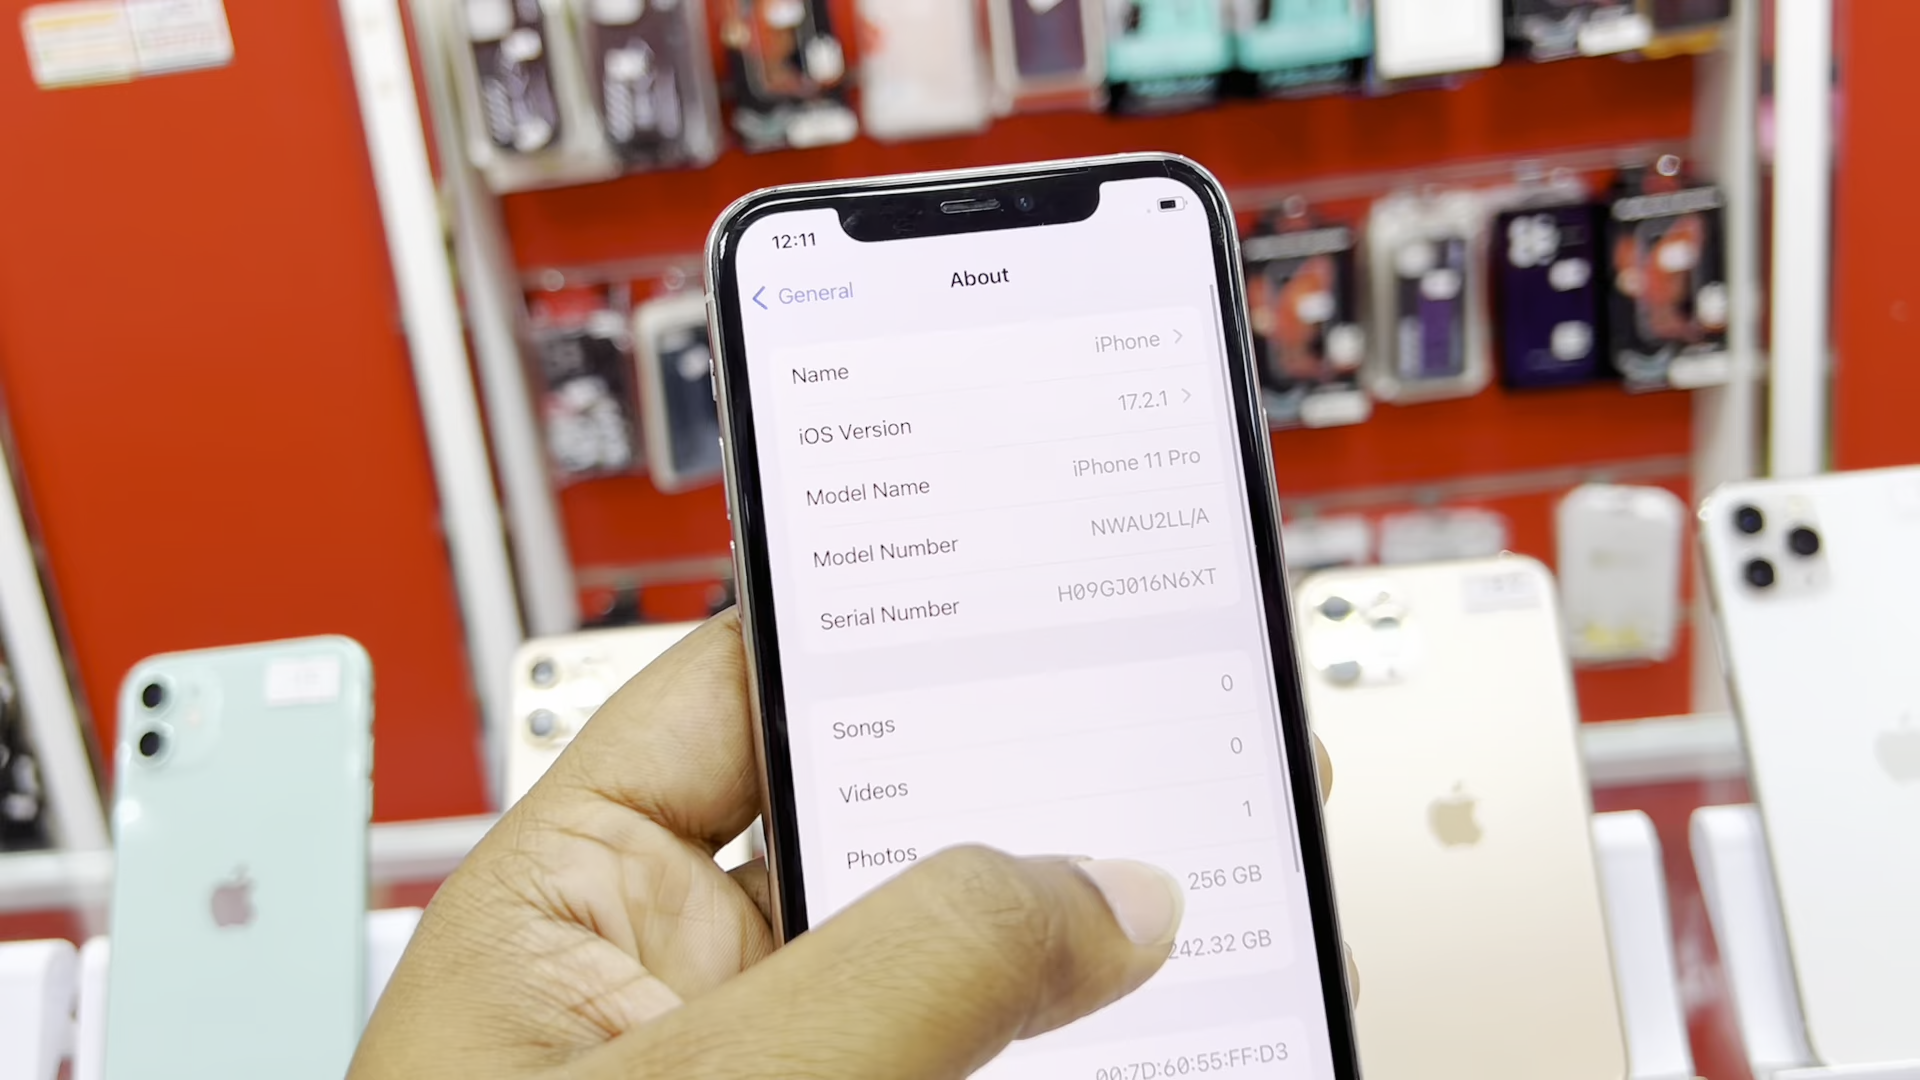 12:11
General
About
Name iPhone
iOS Version 17.2.1
Model Name iPhone 11 Pro
Model Number NWAU2LL/A
Serial Number H09GJ016N6XT
Songs 0
Videos 0
Photos 1
256 GB
242.32 GB
00:7D:60:55:FF:D3